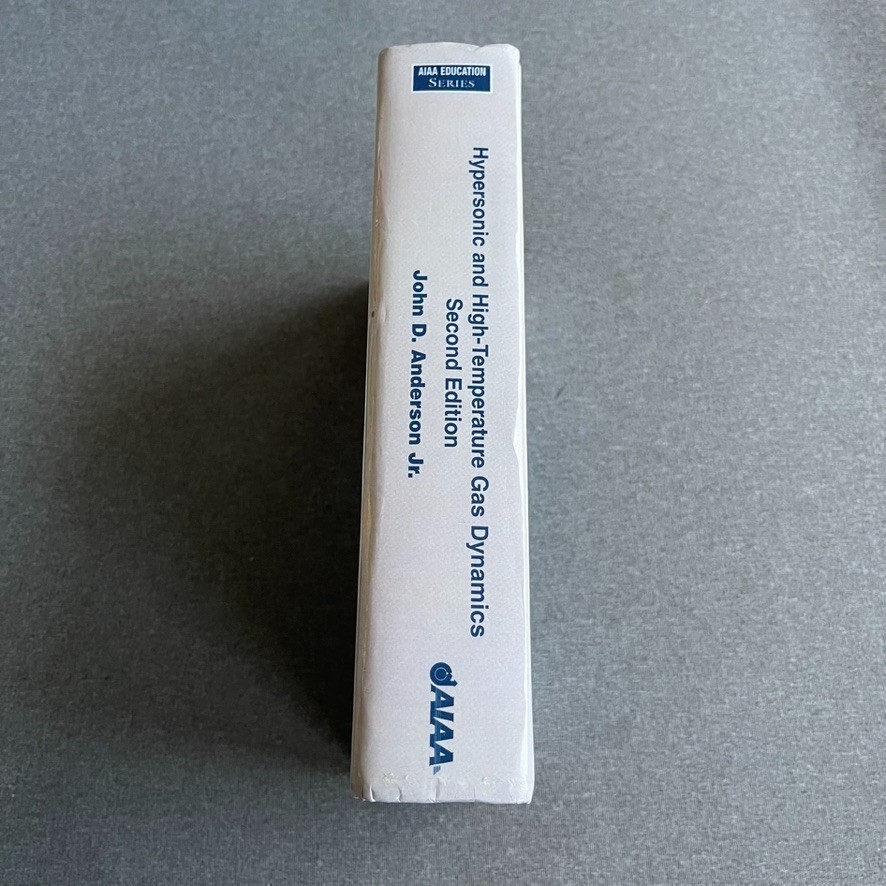 AIAA EDUCATION
SERIES
Hypersonic and High-Temperature Gas Dynamics
Second Edition
John D. Anderson Jr.
AIAA